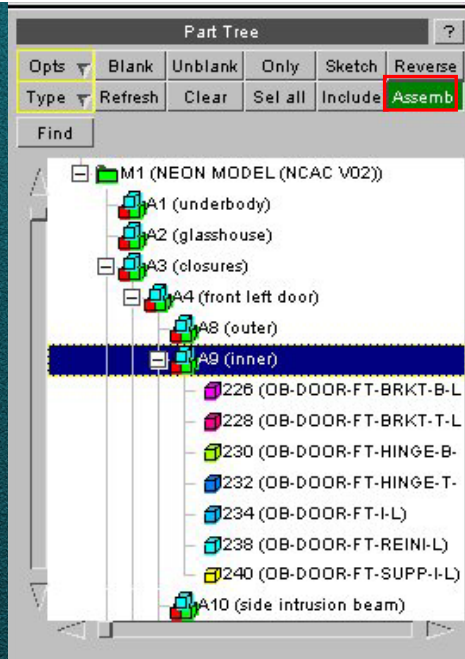 Part Tree ?
Opts Blank Unblank Only Sketch Reverse
Type Refresh Clear Sel all Include Assemb
Find
M1 (NEON MODEL (NCAC V02))
A1 (underbody)
A2 (glasshouse)
A3 (closures)
A4 (front left door)
A8 (outer)
A9 (inner)
226 (OB-DOOR-FT-BRKT-B-L
228 (OB-DOOR-FT-BRKT-T-L
230 (OB-DOOR-FT-HINGE-B-
232 (OB-DOOR-FT-HINGE-T-
234 (OB-DOOR-FT-I-L)
238 (OB-DOOR-FT-REINI-L)
240 (OB-DOOR-FT-SUPP-I-L)
A10 (side intrusion beam)